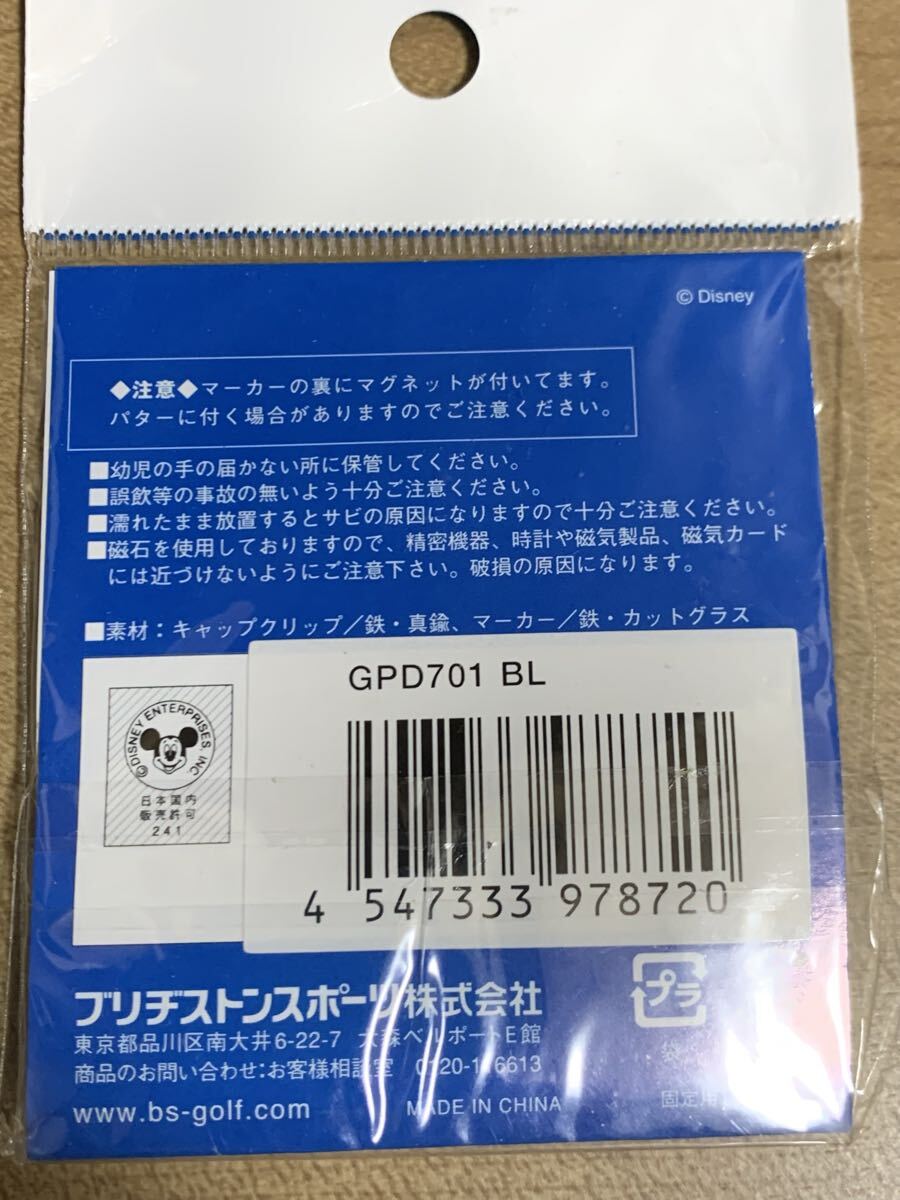 © Disney
◆注意◆マーカーの裏にマグネットが付いてます。
パターに付く場合がありますのでご注意ください。
■幼児の手の届かない所に保管してください。
■誤飲等の事故の無いよう十分ご注意ください。
■濡れたまま放置するとサビの原因になりますので十分ご注意ください。
■磁石を使用しておりますので、精密機器、時計や磁気製品、磁気カード
には近づけないようにご注意下さい。破損の原因になります。
■素材：キャップクリップ／鉄・真鍮、マーカー／鉄・カットグラス
GPD701 BL
©DISNEY ENTERPRISES, INC
日本国内
販売許可
241
4 547333 978720
ブリヂストンスポーツ株式会社
プラ
東京都品川区南大井6-22-7 大森ベルポートE館
袋
商品のお問い合わせ：お客様相談室
www.bs-golf.com
MADE IN CHINA
固定用